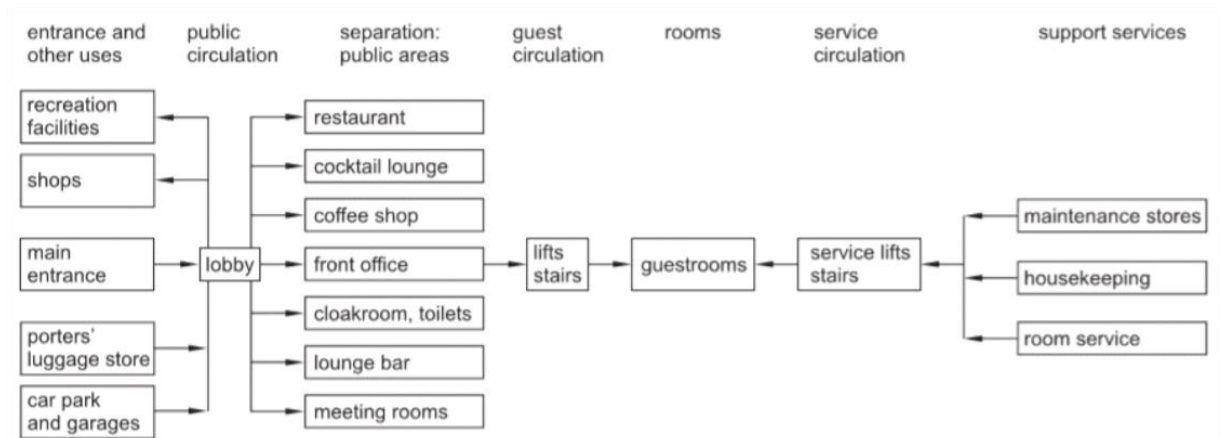 entrance and
other uses
public
circulation
separation:
public areas
guest
circulation
rooms
service
circulation
support services
recreation
facilities
shops
main
entrance
porters'
luggage store
car park
and garages
lobby
restaurant
cocktail lounge
coffee shop
front office
cloakroom, toilets
lounge bar
meeting rooms
lifts
stairs
guestrooms
service lifts
stairs
maintenance stores
housekeeping
room service